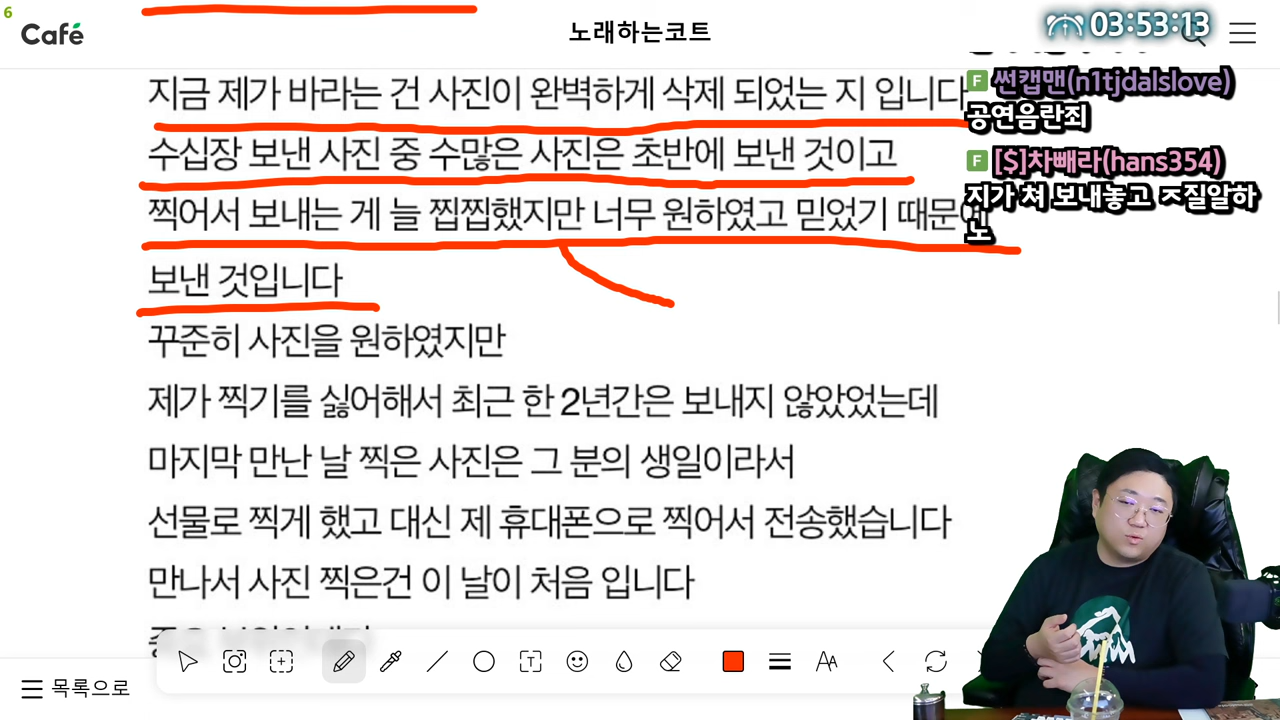 6
Café
노래하는코트
03:53:13
지금 제가 바라는 건 사진이 완벽하게 삭제 되었는 지 입니다
수십장 보낸 사진 중 수많은 사진은 초반에 보낸 것이고
찍어서 보내는 게 늘 찝찝했지만 너무 원하였고 믿었기 때문에
보낸 것입니다
꾸준히 사진을 원하였지만
제가 찍기를 싫어해서 최근 한 2년간은 보내지 않았었는데
마지막 만난 날 찍은 사진은 그 분의 생일이라서
선물로 찍게 했고 대신 제 휴대폰으로 찍어서 전송했습니다
만나서 사진 찍은건 이 날이 처음 입니다
F 썬캡맨(n1tjdalslove)
공연음란죄
F [$]차빼라(hans354)
지가 쳐 보내놓고 ㅈ질알하
노
목록으로